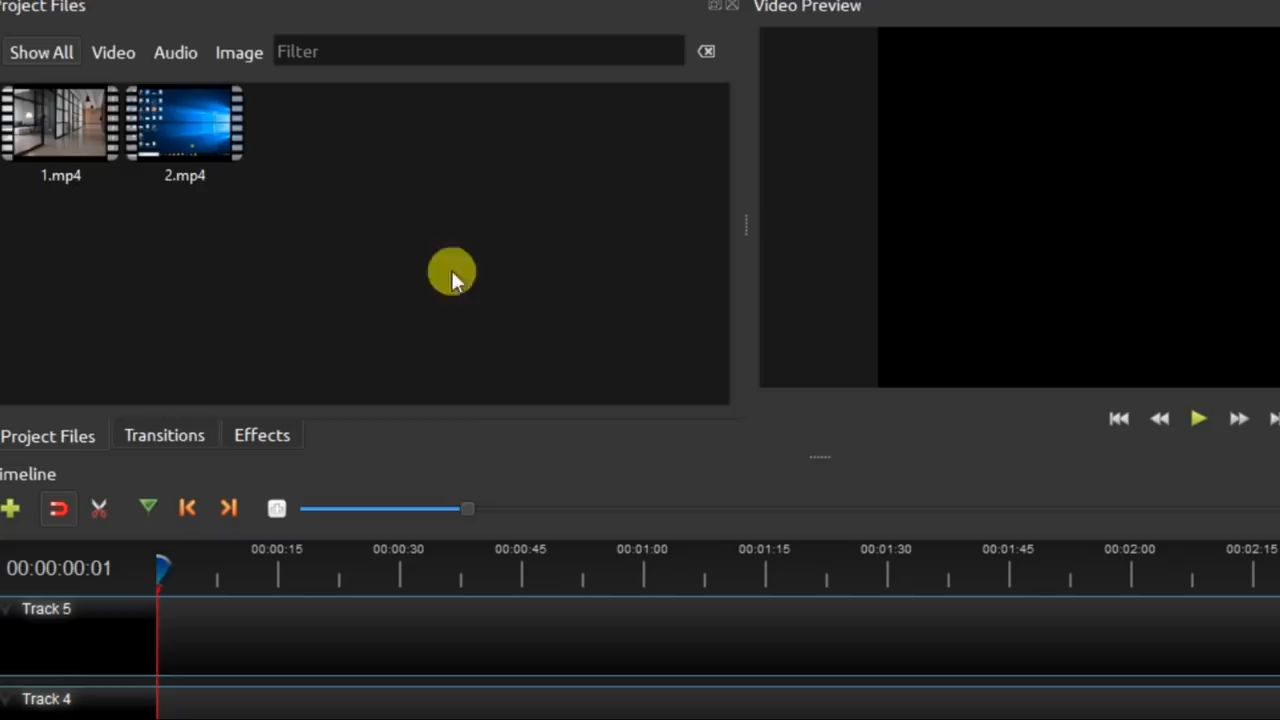 roject Files
Video Preview
Show All Video Audio Image Filter
1.mp4 2.mp4
Project Files Transitions Effects
imeline
00:00:00:01
00:00:15 00:00:30 00:00:45 00:01:00 00:01:15 00:01:30 00:01:45 00:02:00 00:02:15
Track 5
Track 4